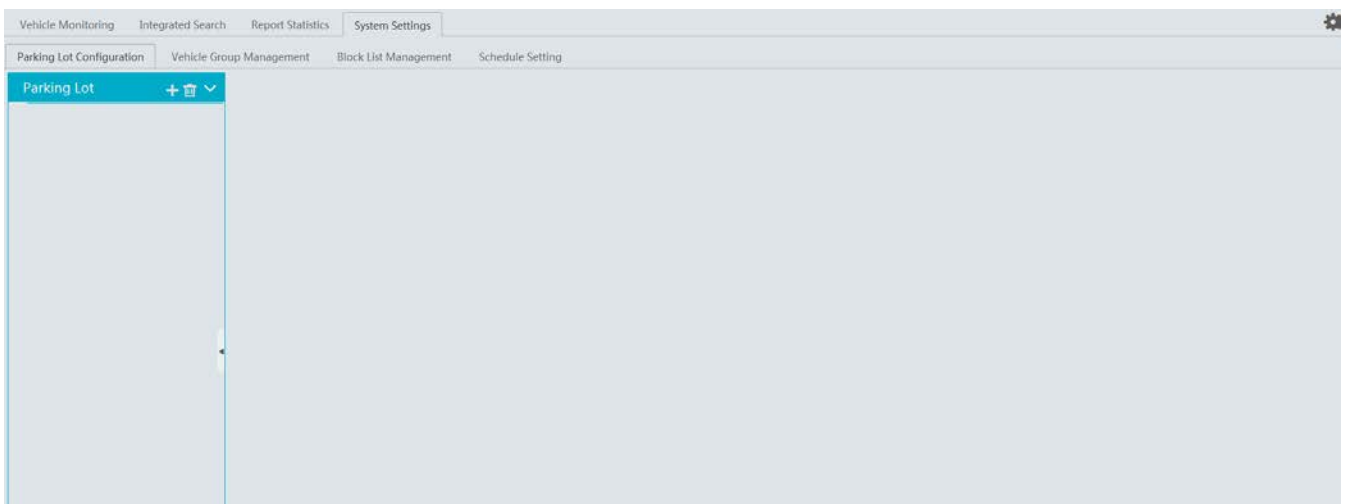 Vehicle Monitoring Integrated Search Report Statistics System Settings
Parking Lot Configuration Vehicle Group Management Block List Management Schedule Setting
Parking Lot